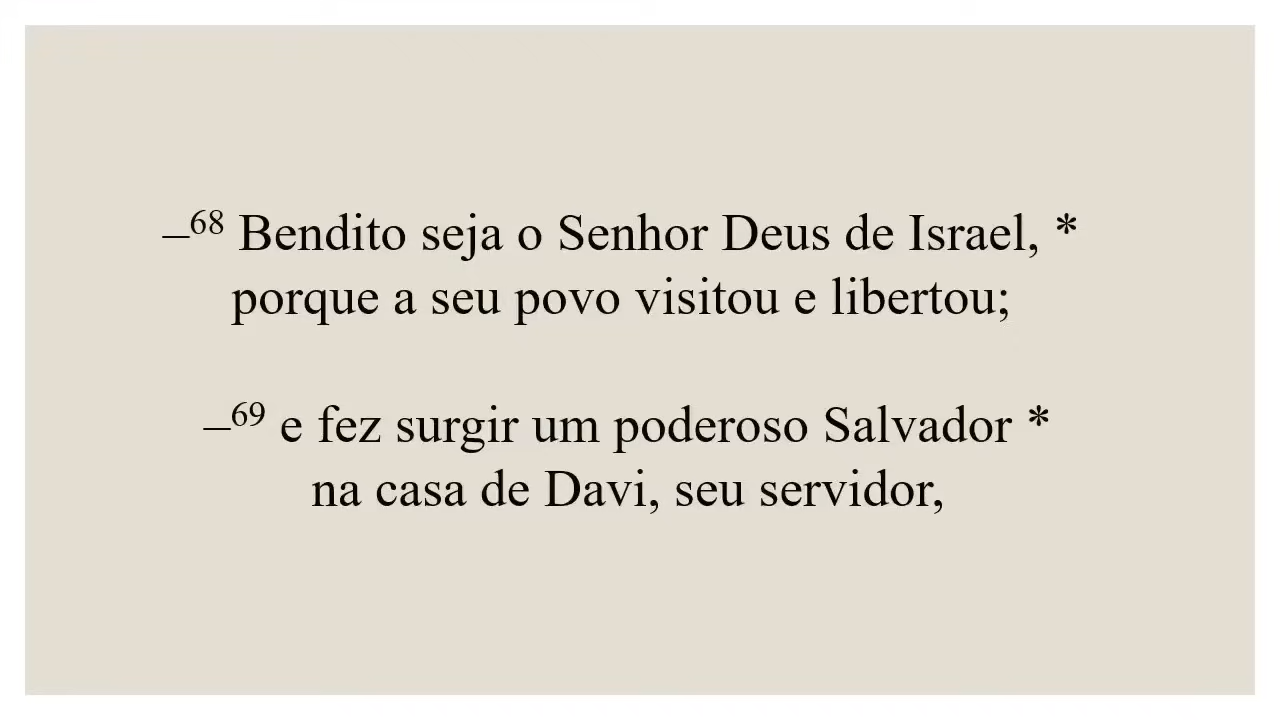 –68 Bendito seja o Senhor Deus de Israel, *
porque a seu povo visitou e libertou;
–69 e fez surgir um poderoso Salvador *
na casa de Davi, seu servidor,